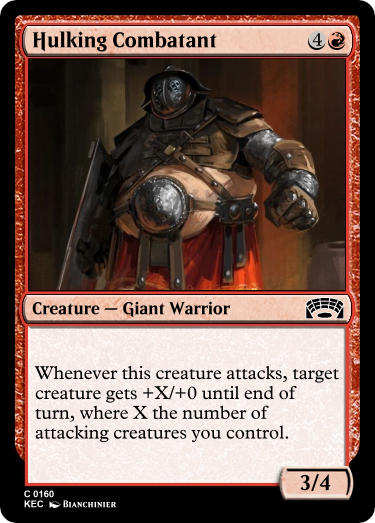 Hulking Combatant 4
Creature — Giant Warrior
Whenever this creature attacks, target
creature gets +X/+0 until end of
turn, where X the number of
attacking creatures you control.
3/4
C 0160
KEC Bianchinier